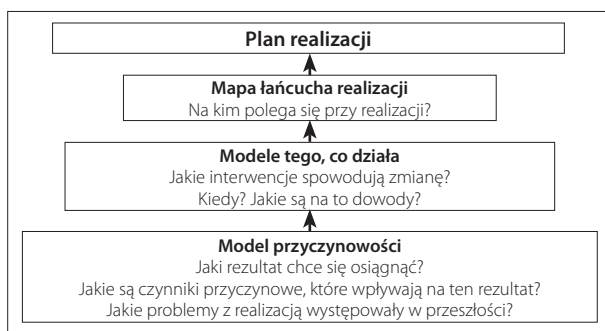 Plan realizacji
Mapa łańcucha realizacji
Na kim polega się przy realizacji?
Modele tego, co działa
Jakie interwencje spowodują zmianę?
Kiedy? Jakie są na to dowody?
Model przyczynowości
Jaki rezultat chce się osiągnąć?
Jakie są czynniki przyczynowe, które wpływają na ten rezultat?
Jakie problemy z realizacją występowały w przeszłości?